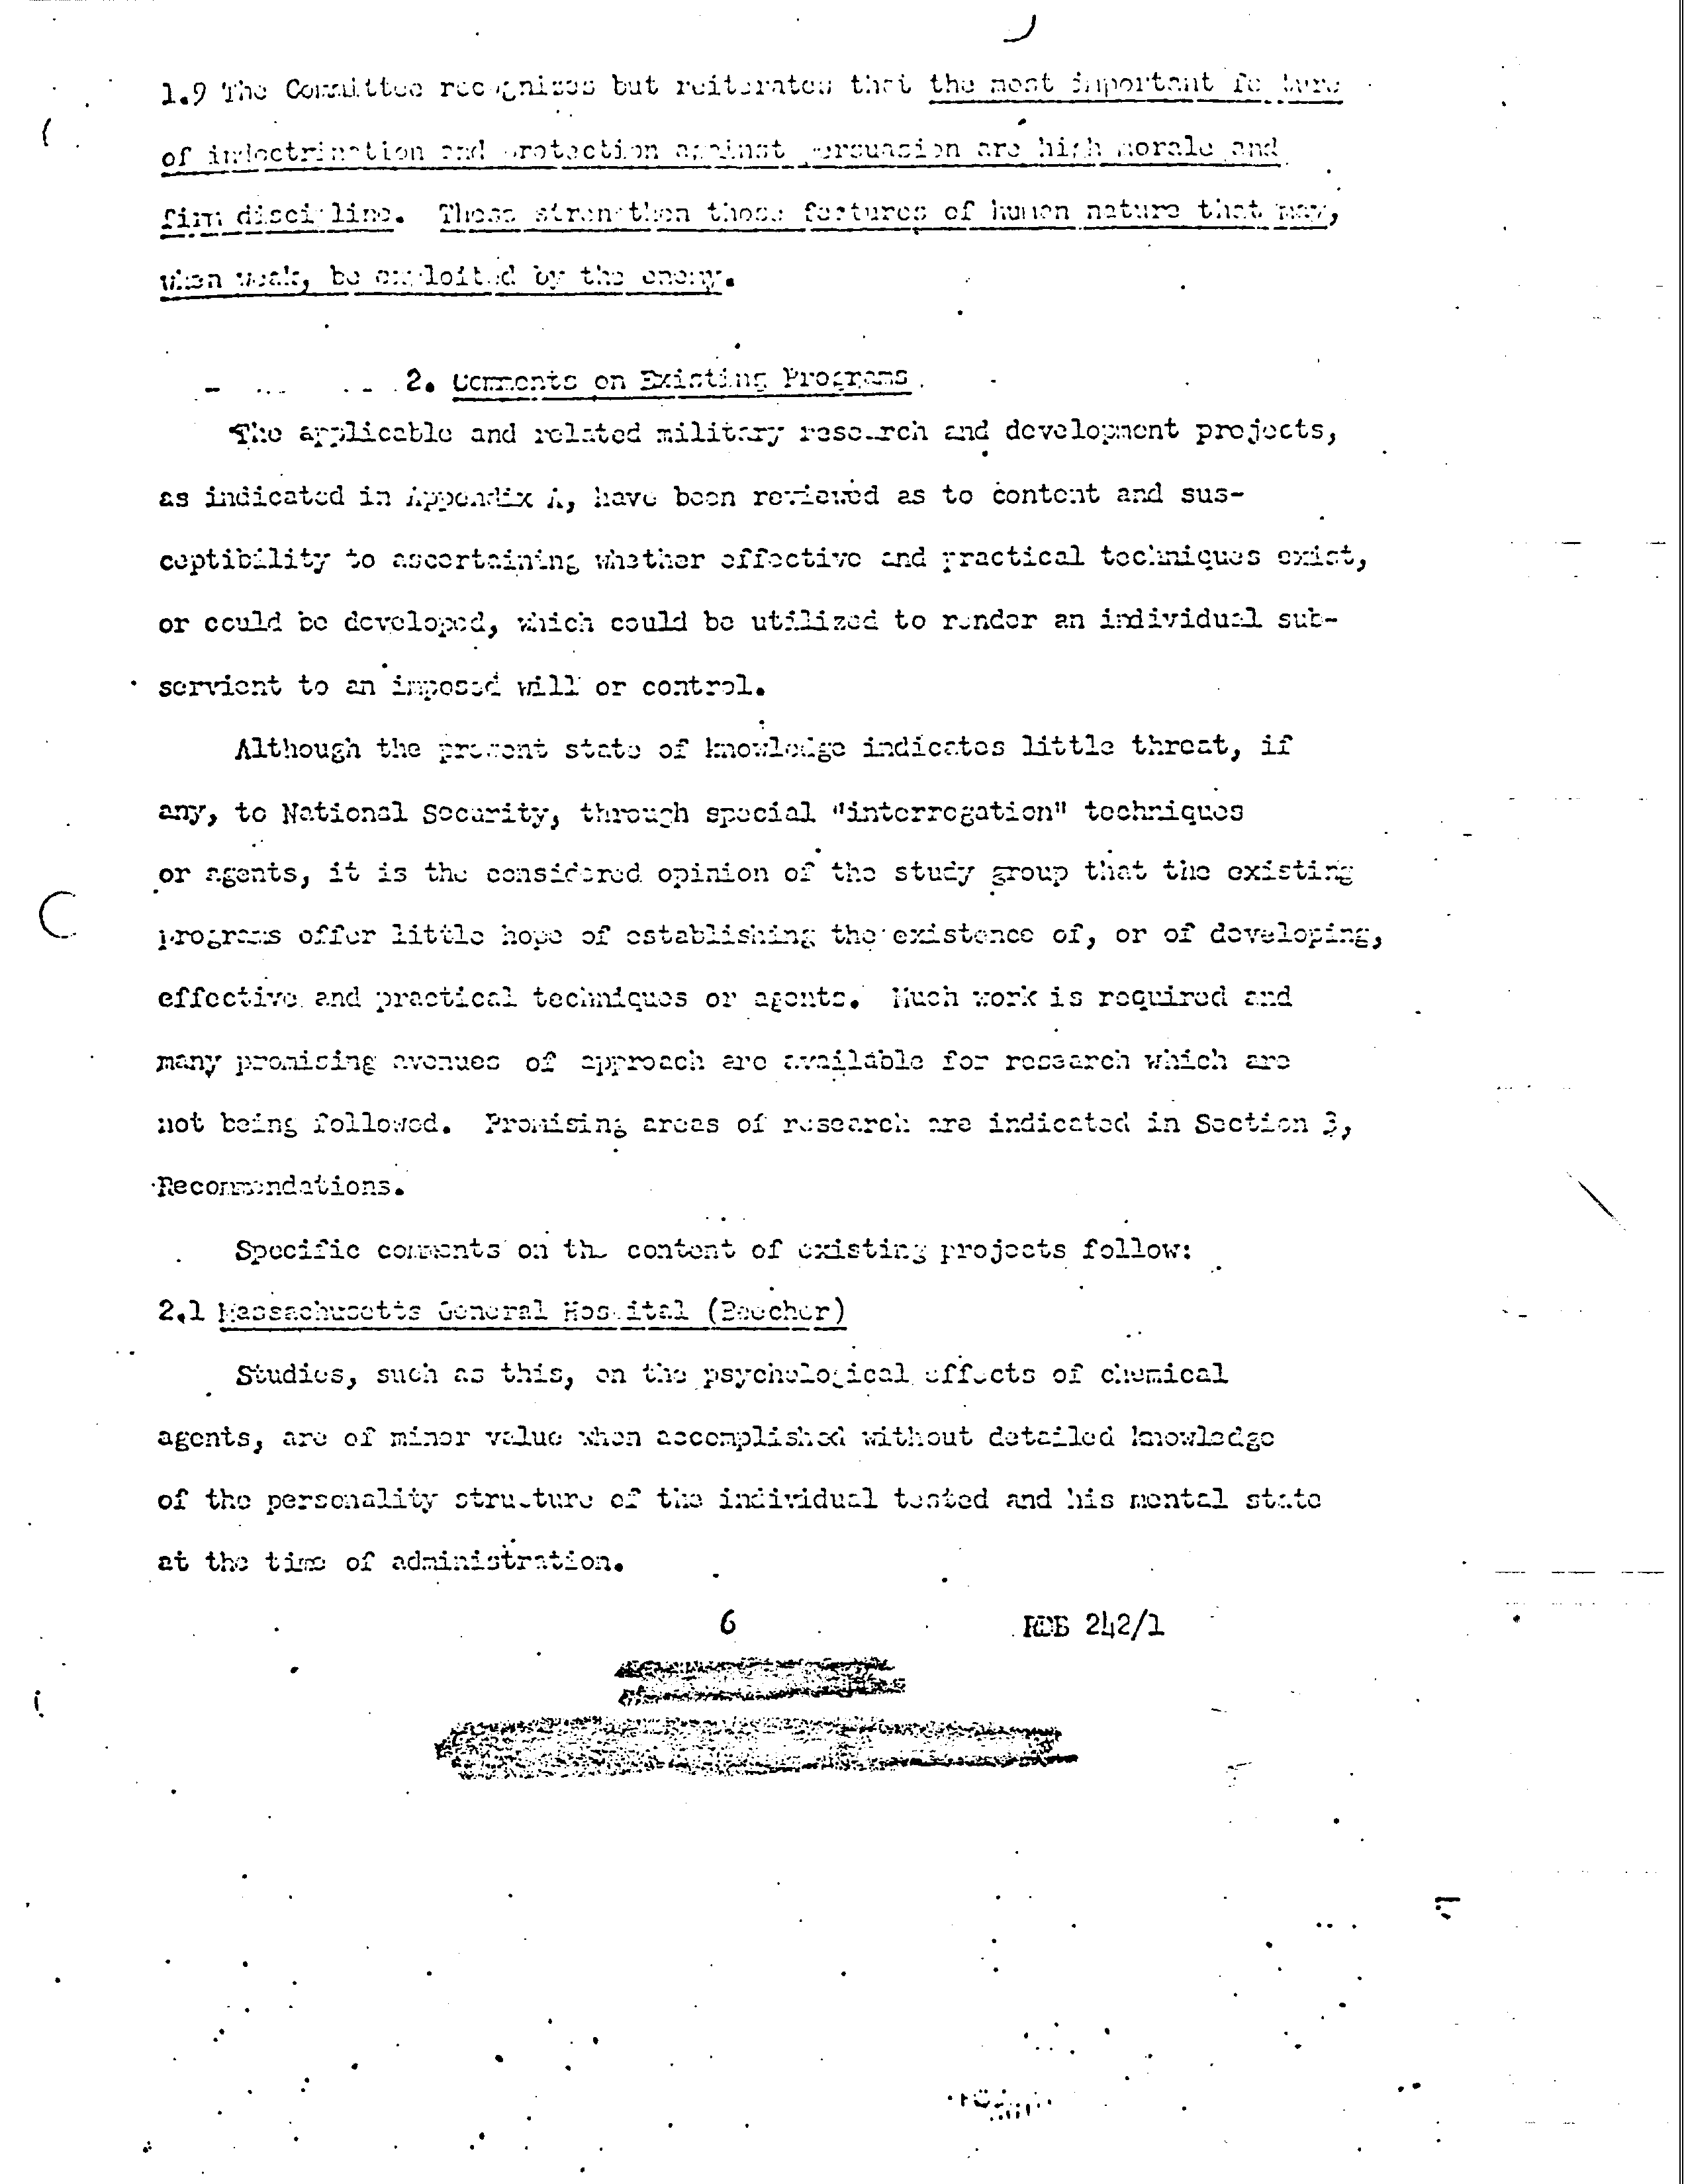 1.9 The Committee recognizes but reiterates that the most important feature
of indoctrination and protection against persuasion are high morale and
firm discipline. These strengthen those features of human nature that may,
when weak, be exploited by the enemy.
2. Comments on Existing Programs
The applicable and related military research and development projects,
as indicated in Appendix A, have been reviewed as to content and sus-
ceptibility to ascertaining whether effective and practical techniques exist,
or could be developed, which could be utilized to render an individual sub-
servient to an imposed will or control.
Although the present state of knowledge indicates little threat, if
any, to National Security, through special "interrogation" techniques
or agents, it is the considered opinion of the study group that the existing
programs offer little hope of establishing the existence of, or of developing,
effective and practical techniques or agents. Much work is required and
many promising avenues of approach are available for research which are
not being followed. Promising areas of research are indicated in Section 3,
Recommendations.
Specific comments on the content of existing projects follow:
2.1 Massachusetts General Hospital (Beecher)
Studies, such as this, on the psychological effects of chemical
agents, are of minor value when accomplished without detailed knowledge
of the personality structure of the individual tested and his mental state
at the time of administration.
6 RDB 242/1